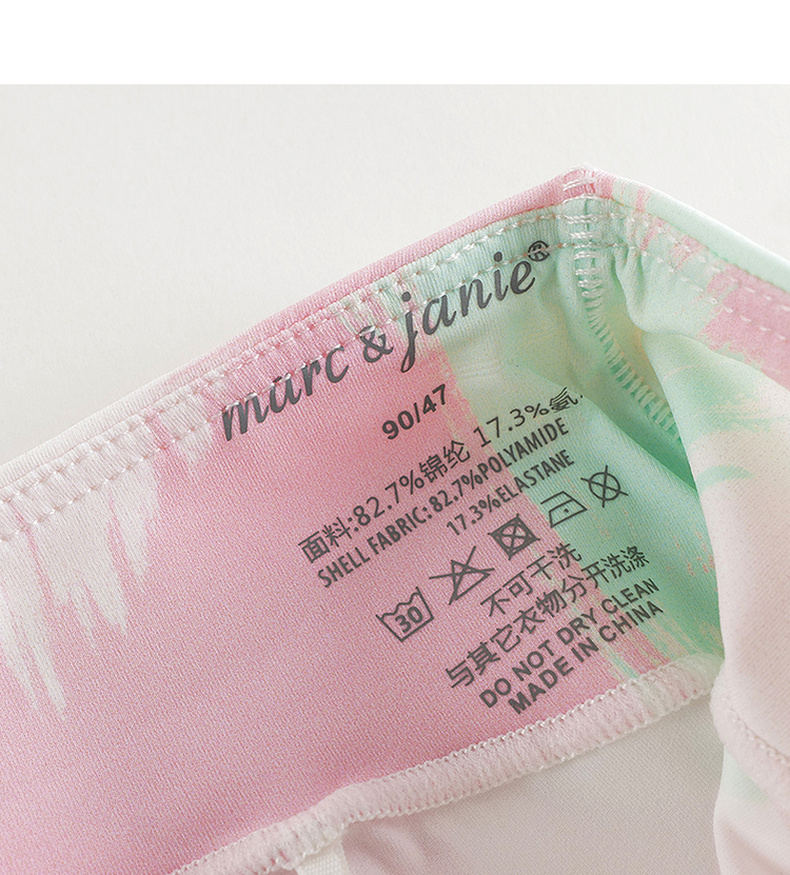 marc & janie®
90/47
面料:82.7%锦纶 17.3%氨
SHELL FABRIC:82.7%POLYAMIDE
17.3%ELASTANE
30
不可干洗
与其它衣物分开洗涤
DO NOT DRY CLEAN
MADE IN CHINA